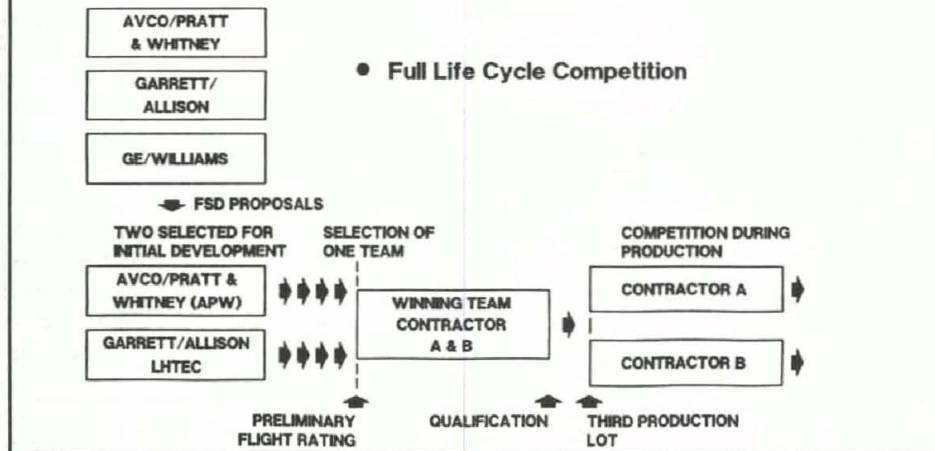 AVCO/PRATT
& WHITNEY
● Full Life Cycle Competition
GARRETT/
ALLISON
GE/WILLIAMS
FSD PROPOSALS
TWO SELECTED FOR
INITIAL DEVELOPMENT
SELECTION OF
ONE TEAM
COMPETITION DURING
PRODUCTION
AVCO/PRATT &
WHITNEY (APW)
GARRETT/ALLISON
LHTEC
WINNING TEAM
CONTRACTOR
A & B
CONTRACTOR A
CONTRACTOR B
PRELIMINARY
FLIGHT RATING
QUALIFICATION
THIRD PRODUCTION
LOT